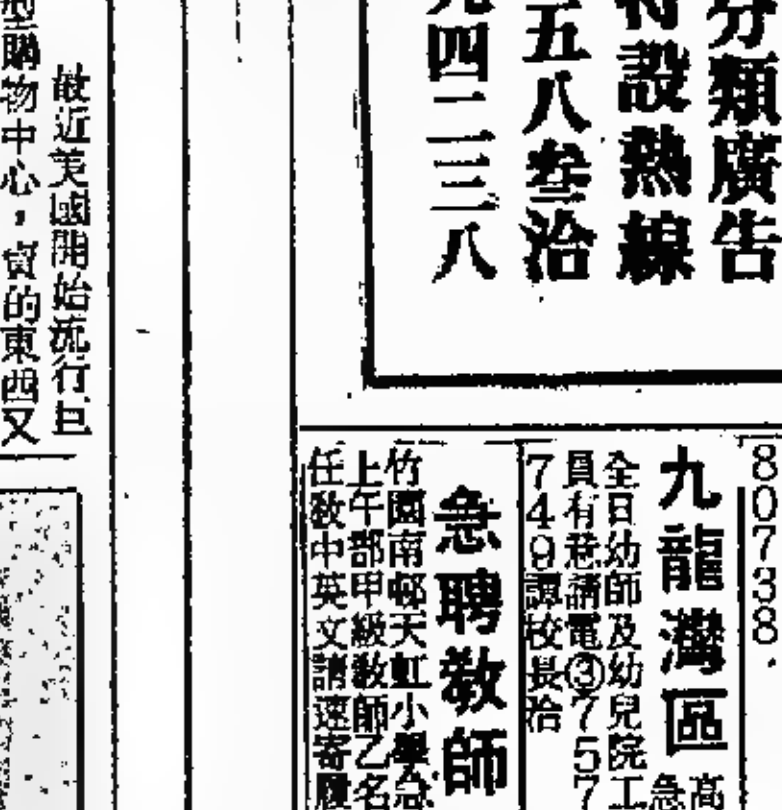 分類廣告
特設熱線
五八叁洽
九四二三八
80738.
九龍灣區
高
急
全日幼師及幼兒院工
員有意請電③757
749譚校長洽
急聘教師
竹園南邨天虹小學急
上午部甲級教師乙名
任教中英文請速寄履
最近美國開始流行巨
型購物中心，賣的東西又